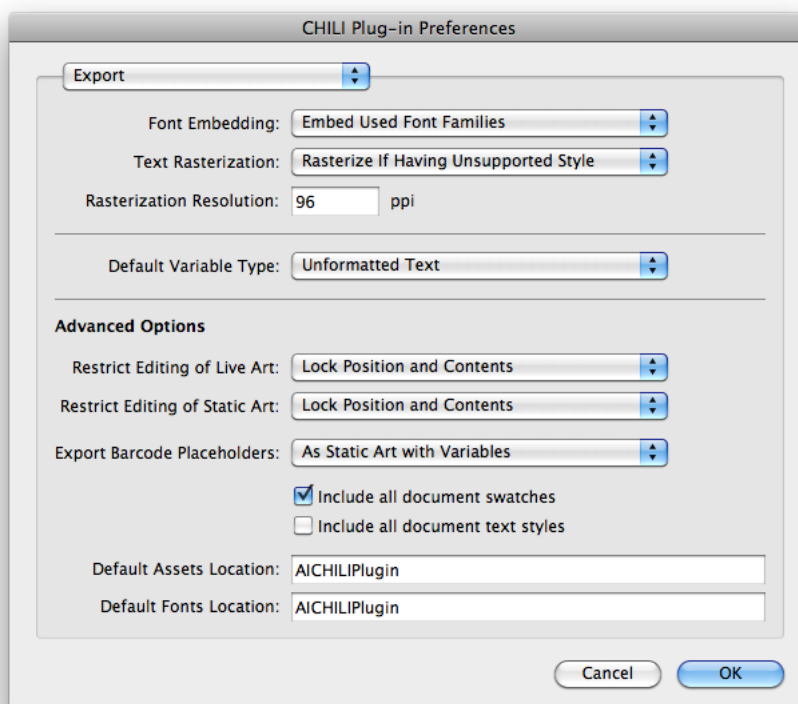 CHILI Plug-in Preferences
Export
Font Embedding: Embed Used Font Families
Text Rasterization: Rasterize If Having Unsupported Style
Rasterization Resolution: 96 ppi
Default Variable Type: Unformatted Text
Advanced Options
Restrict Editing of Live Art: Lock Position and Contents
Restrict Editing of Static Art: Lock Position and Contents
Export Barcode Placeholders: As Static Art with Variables
Include all document swatches
Include all document text styles
Default Assets Location: AICHILIPlugin
Default Fonts Location: AICHILIPlugin
Cancel OK